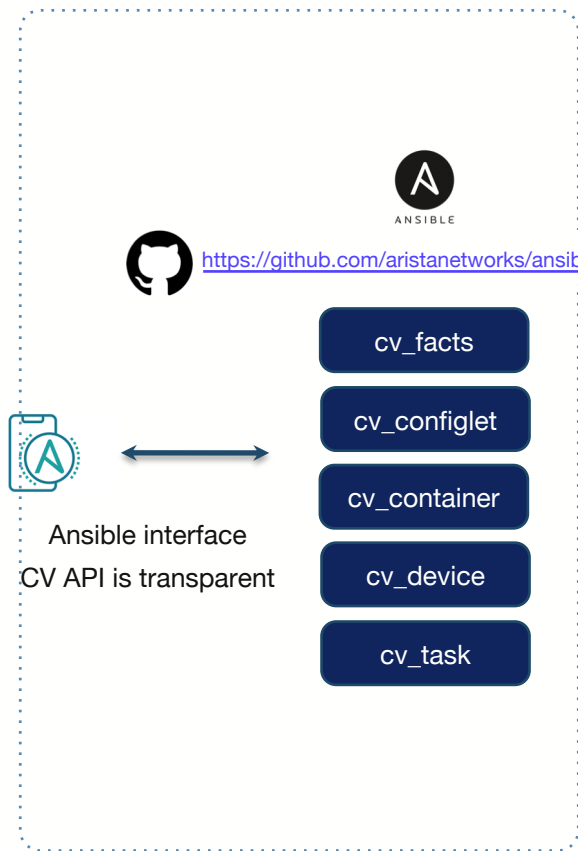 ANSIBLE
https://github.com/aristanetworks/ansib
cv_facts
cv_configlet
cv_container
Ansible interface
CV API is transparent
cv_device
cv_task